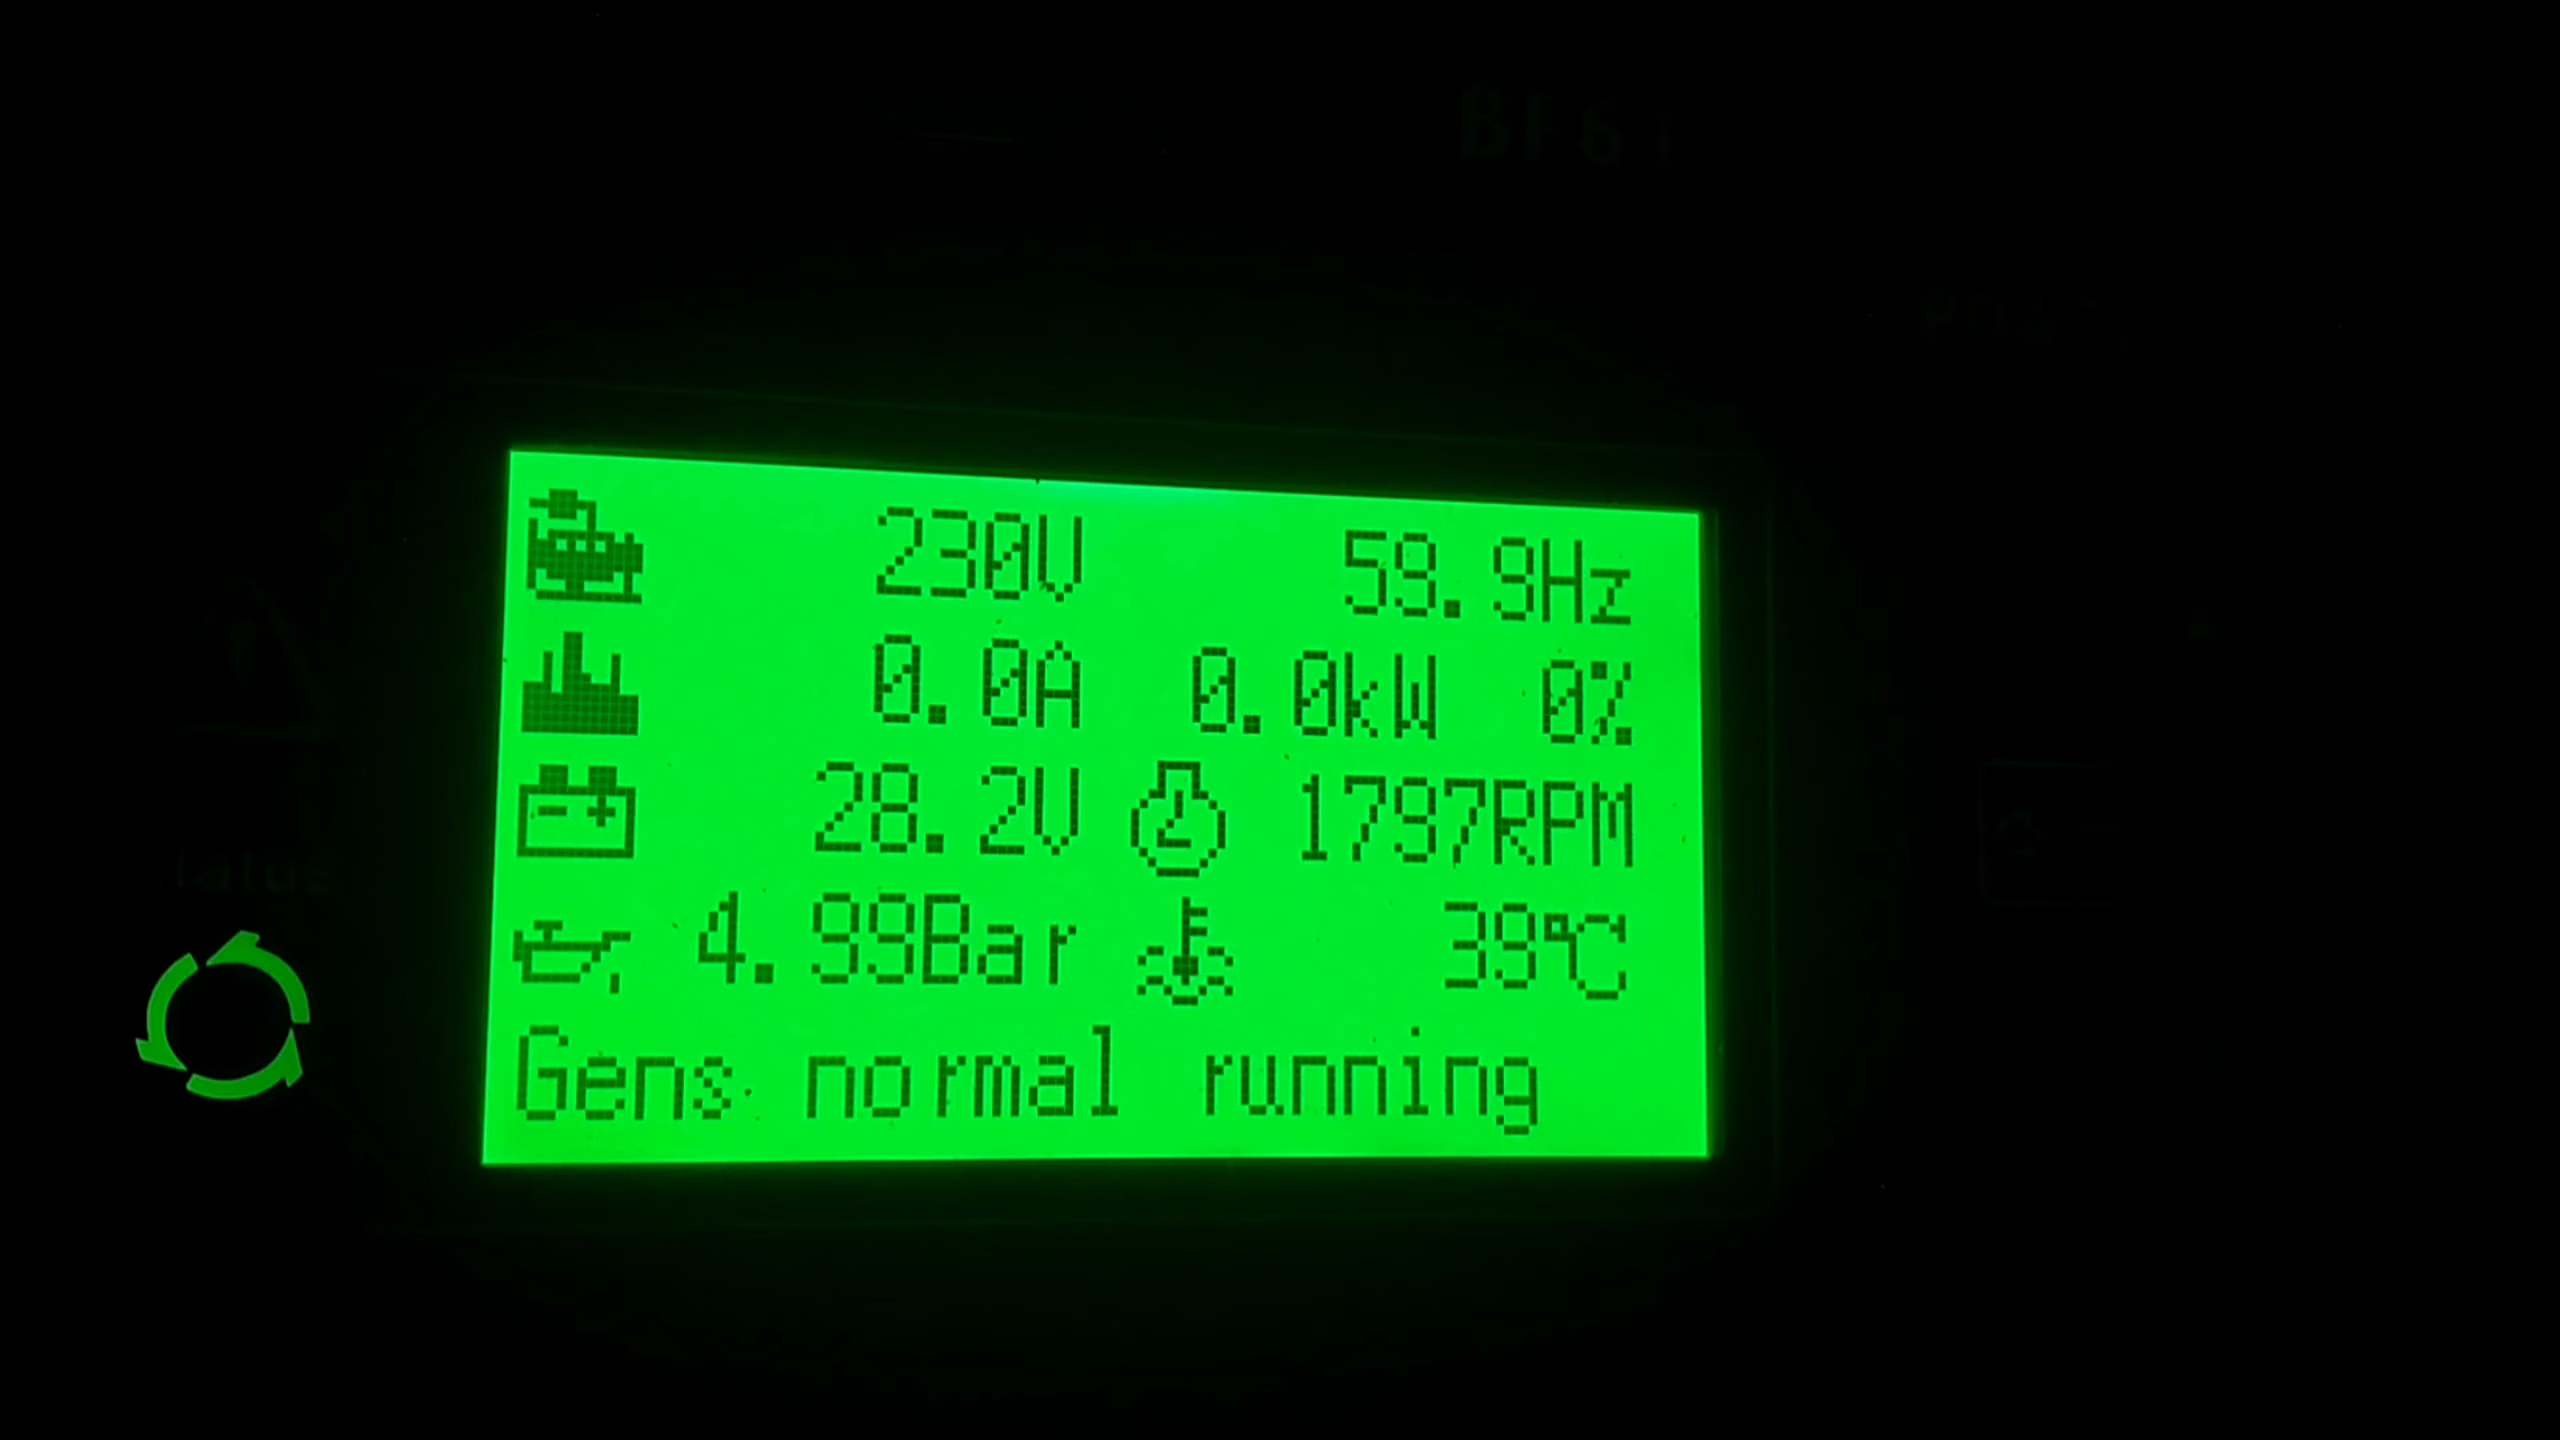 230V 59.9Hz
0.0A 0.0kW 0%
28.2V 1797RPM
4.99Bar 39℃
Gens normal running